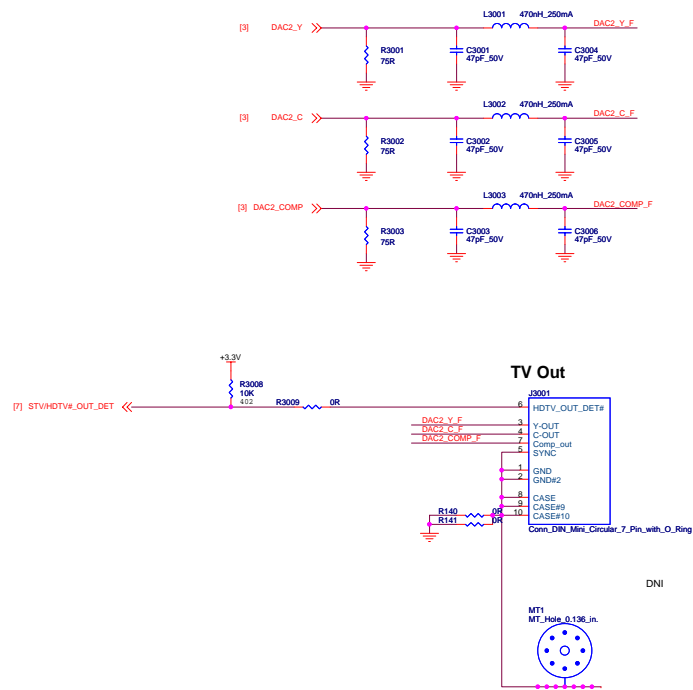 L3001 470nH_250mA
[3] DAC2_Y DAC2_Y_F
R3001 C3001 C3004
75R 47pF_50V 47pF_50V
L3002 470nH_250mA
[3] DAC2_C DAC2_C_F
R3002 C3002 C3005
75R 47pF_50V 47pF_50V
L3003 470nH_250mA
[3] DAC2_COMP DAC2_COMP_F
R3003 C3003 C3006
75R 47pF_50V 47pF_50V
+3.3V
TV Out
R3008
10K
402
J3001
[7] STV/HDTV#_OUT_DET R3009 0R 6 HDTV_OUT_DET#
DAC2_Y_F 3 Y-OUT
DAC2_C_F 4 C-OUT
DAC2_COMP_F 7 Comp_out
5 SYNC
1 GND
2 GND#2
8 CASE
9 CASE#9
R140 0R 10 CASE#10
R141 0R
Conn_DIN_Mini_Circular_7_Pin_with_O_Ring
DNI
MT1
MT_Hole_0.136_in.